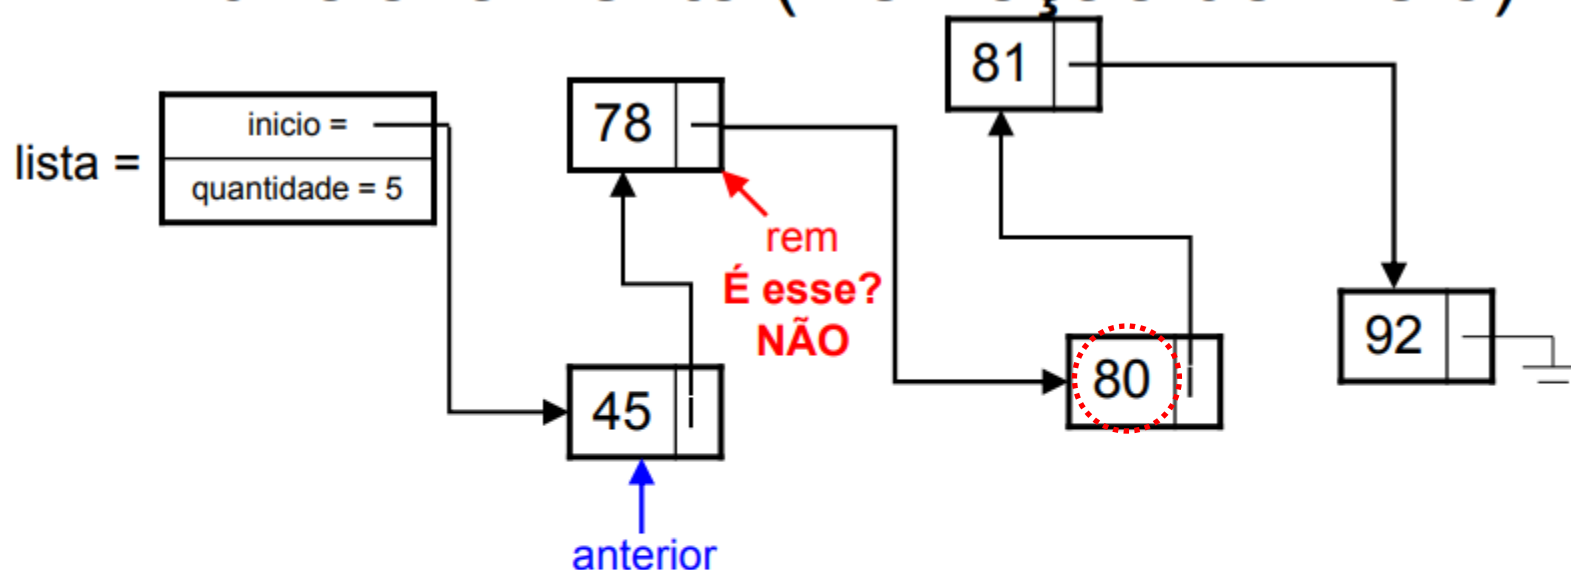 lista =
inicio =
quantidade = 5
78
81
rem
É esse?
NÃO
45
80
92
anterior